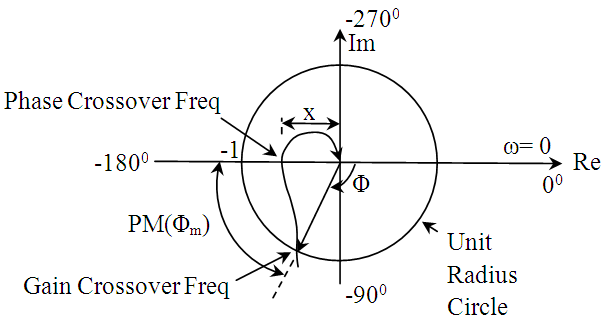 -270⁰
Im
Phase Crossover Freq
x
-180⁰
-1
ω= 0
Re
0⁰
Φ
PM(Φₘ)
Gain Crossover Freq
-90⁰
Unit
Radius
Circle